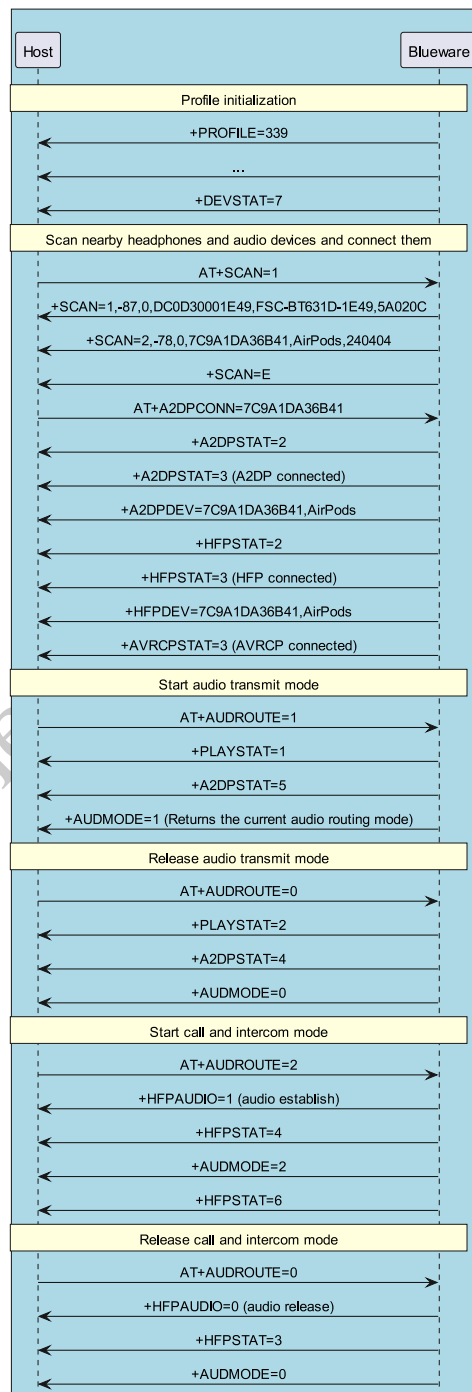 Host
Blueware
Profile initialization
+PROFILE=339
...
+DEVSTAT=7
Scan nearby headphones and audio devices and connect them
AT+SCAN=1
+SCAN=1,-87,0,DC0D30001E49,FSC-BT631D-1E49,5A020C
+SCAN=2,-78,0,7C9A1DA36B41,AirPods,240404
+SCAN=E
AT+A2DPCONN=7C9A1DA36B41
+A2DPSTAT=2
+A2DPSTAT=3 (A2DP connected)
+A2DPDEV=7C9A1DA36B41,AirPods
+HFPSTAT=2
+HFPSTAT=3 (HFP connected)
+HFPDEV=7C9A1DA36B41,AirPods
+AVRCPSTAT=3 (AVRCP connected)
Start audio transmit mode
AT+AUDROUTE=1
+PLAYSTAT=1
+A2DPSTAT=5
+AUDMODE=1 (Returns the current audio routing mode)
Release audio transmit mode
AT+AUDROUTE=0
+PLAYSTAT=2
+A2DPSTAT=4
+AUDMODE=0
Start call and intercom mode
AT+AUDROUTE=2
+HFPAUDIO=1 (audio establish)
+HFPSTAT=4
+AUDMODE=2
+HFPSTAT=6
Release call and intercom mode
AT+AUDROUTE=0
+HFPAUDIO=0 (audio release)
+HFPSTAT=3
+AUDMODE=0